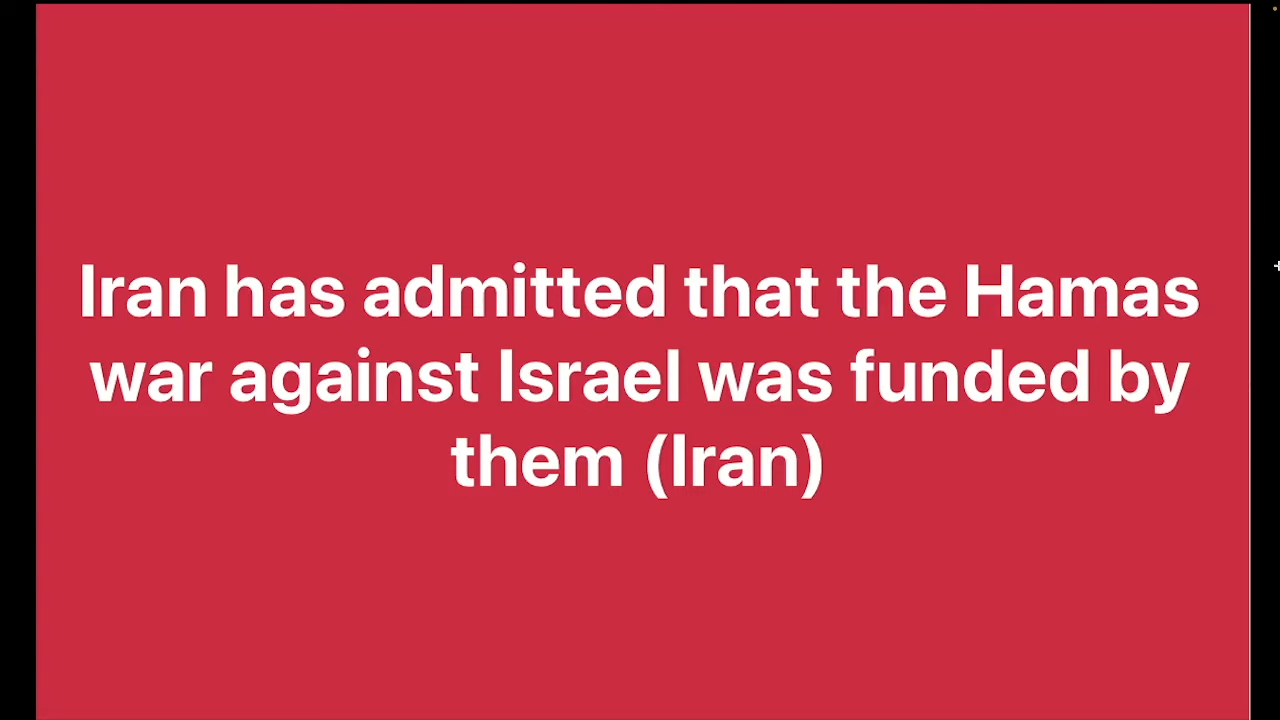 Iran has admitted that the Hamas
war against Israel was funded by
them (Iran)